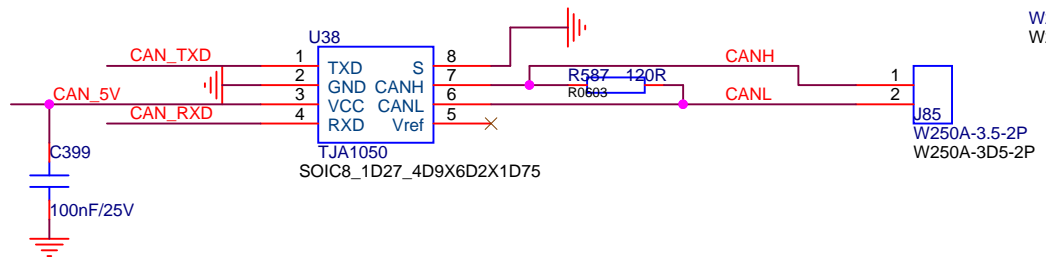 W
W
U38
CAN_TXD
1
TXD
S
8
2
GND
CANH
7
CAN_5V
3
VCC
CANL
6
CAN_RXD
4
RXD
Vref
5
TJA1050
SOIC8_1D27_4D9X6D2X1D75
R587
120R
R0603
CANH
CANL
1
2
J85
W250A-3.5-2P
W250A-3D5-2P
C399
100nF/25V